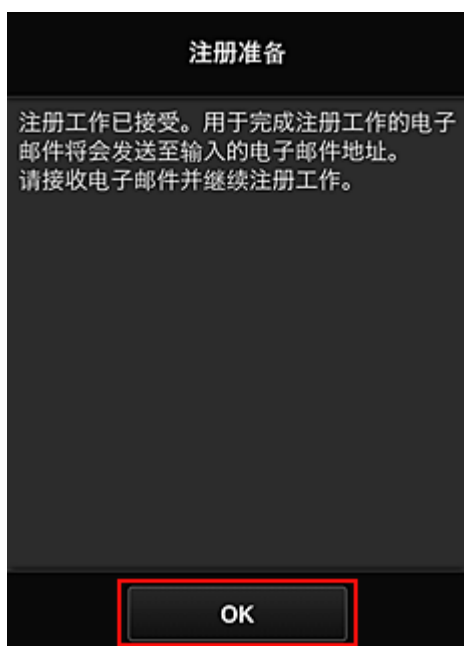 注册准备
注册工作已接受。用于完成注册工作的电子
邮件将会发送至输入的电子邮件地址。
请接收电子邮件并继续注册工作。
OK